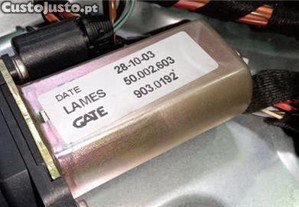 CustoJusto.pt
DATE 28-10-03
LAMES 50.002.603
GATE 903.0192